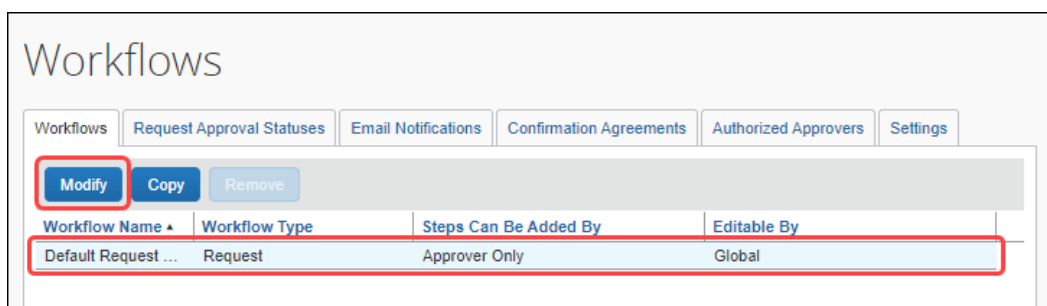 Workflows
Workflows Request Approval Statuses Email Notifications Confirmation Agreements Authorized Approvers Settings
Modify Copy Remove
Workflow Name ▴ Workflow Type Steps Can Be Added By Editable By
Default Request ... Request Approver Only Global